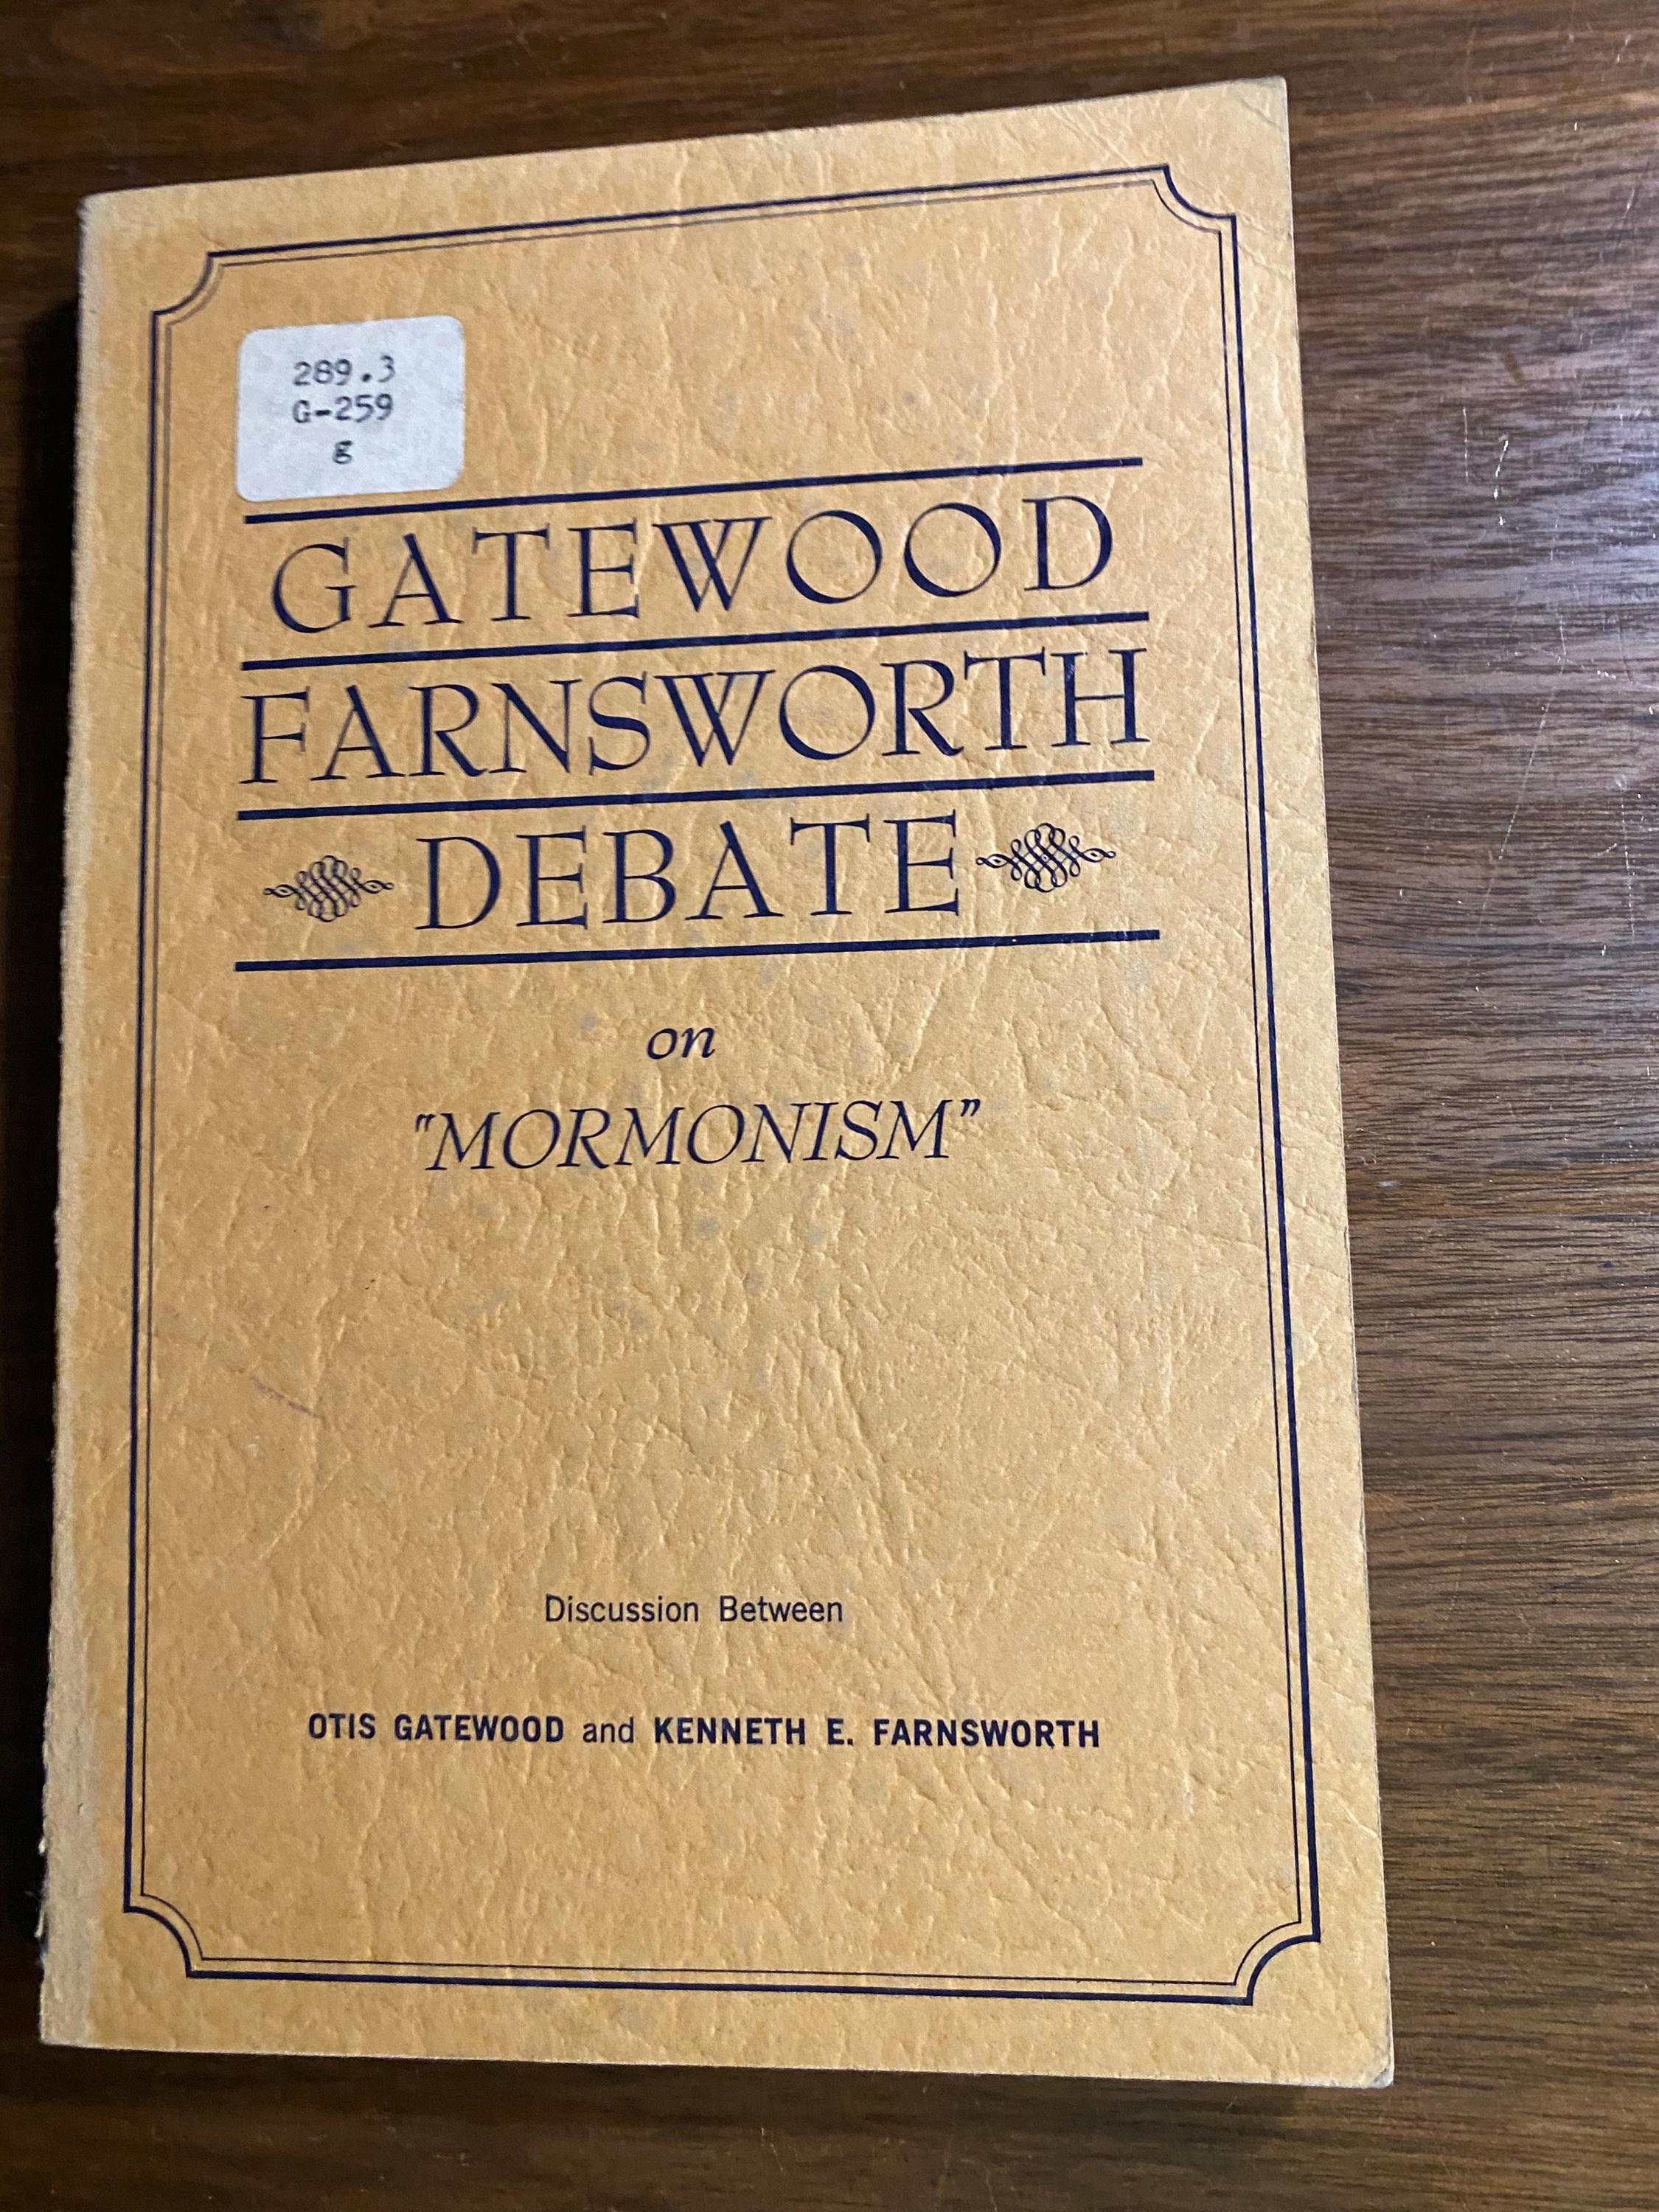 289.3
G-259
g
GATEWOOD
FARNSWORTH
DEBATE
on
"MORMONISM"
Discussion Between
OTIS GATEWOOD and KENNETH E. FARNSWORTH